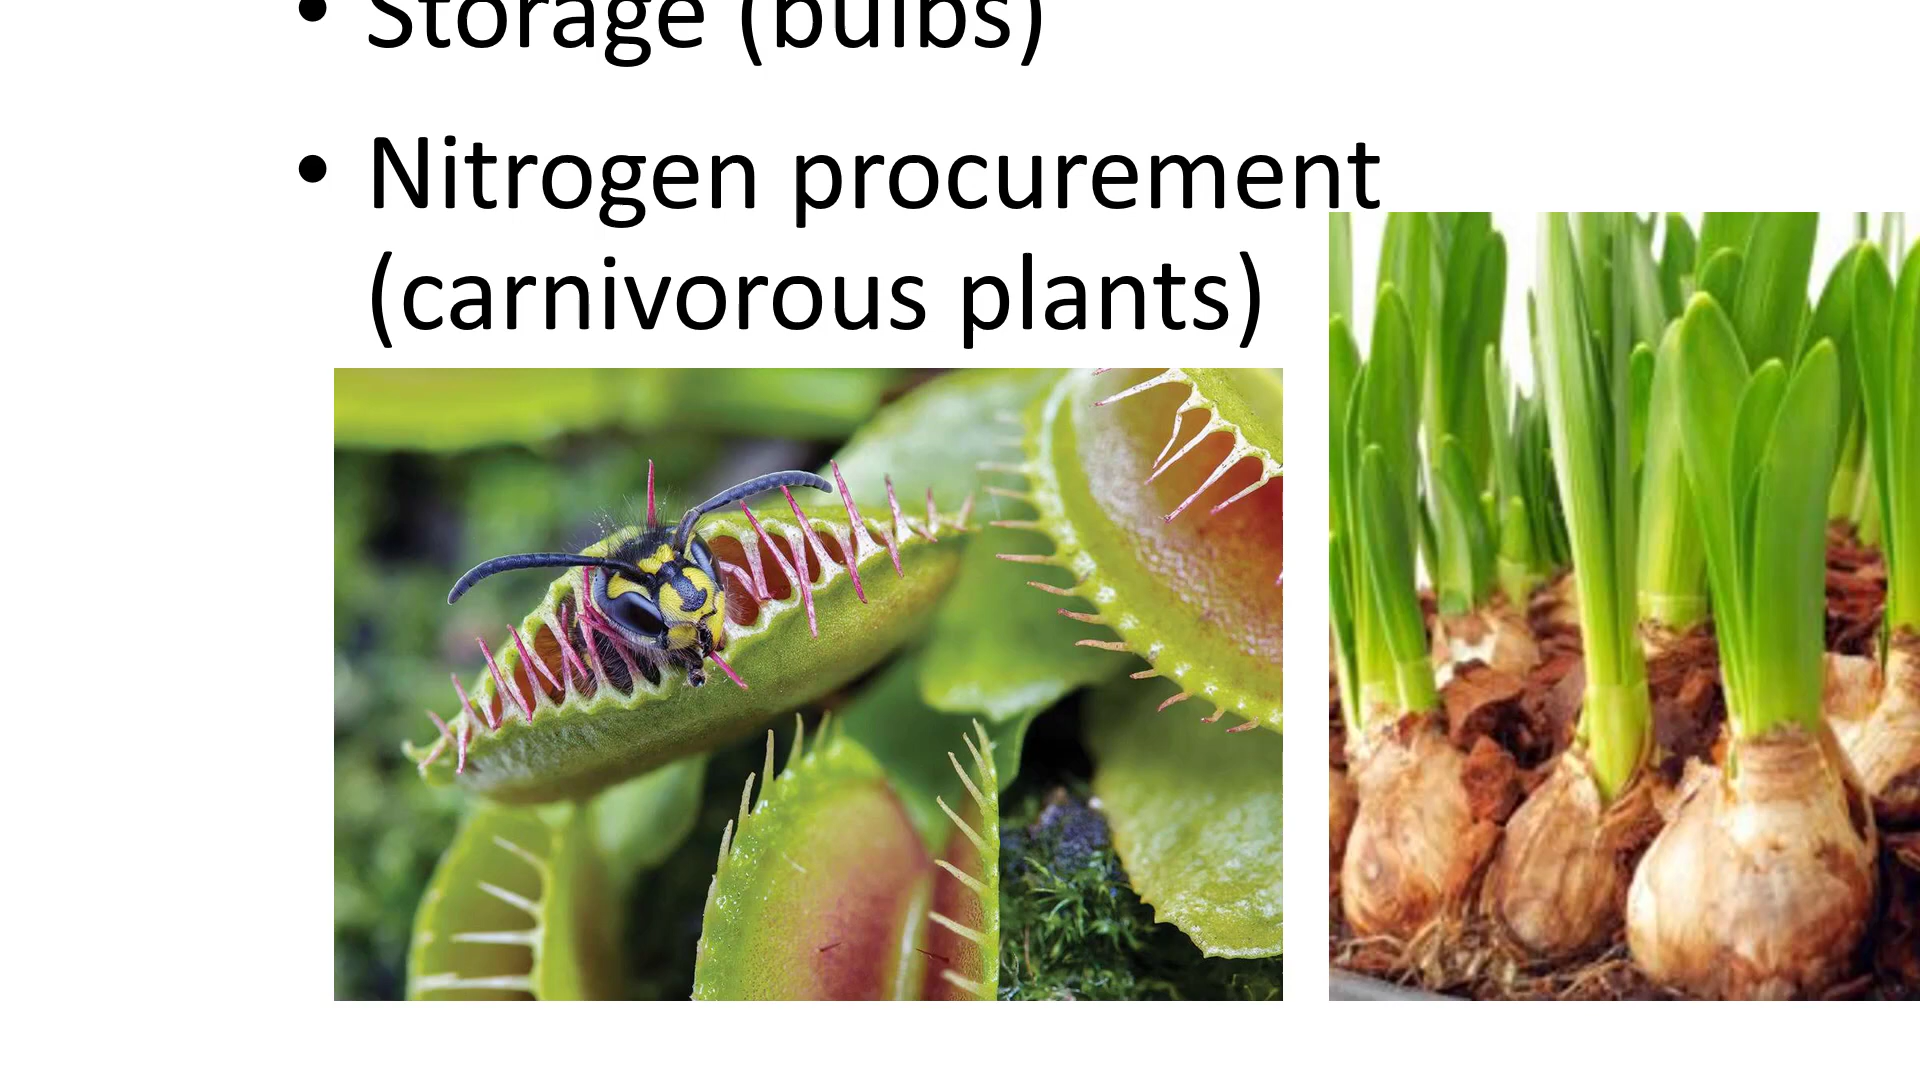 • Storage (bulbs)
• Nitrogen procurement
(carnivorous plants)